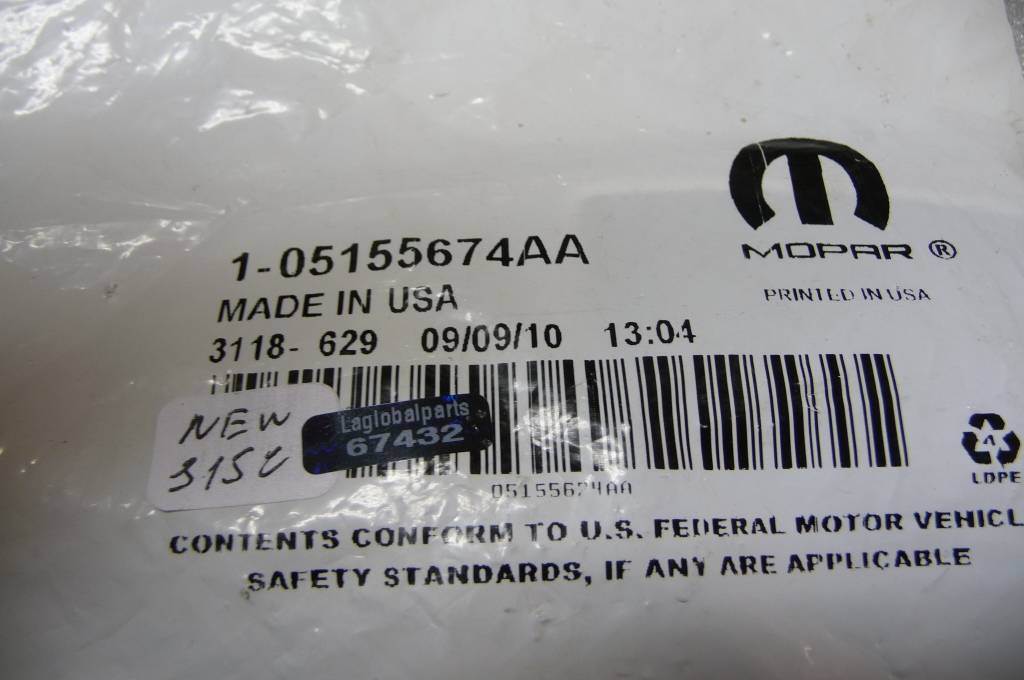 MOPAR ®
PRINTED IN USA
1-05155674AA
MADE IN USA
3118- 629 09/09/10 13:04
NEW
Laglobalparts
67432
05155674AA
4
LDPE
CONTENTS CONFORM TO U.S. FEDERAL MOTOR VEHICL
SAFETY STANDARDS, IF ANY ARE APPLICABLE